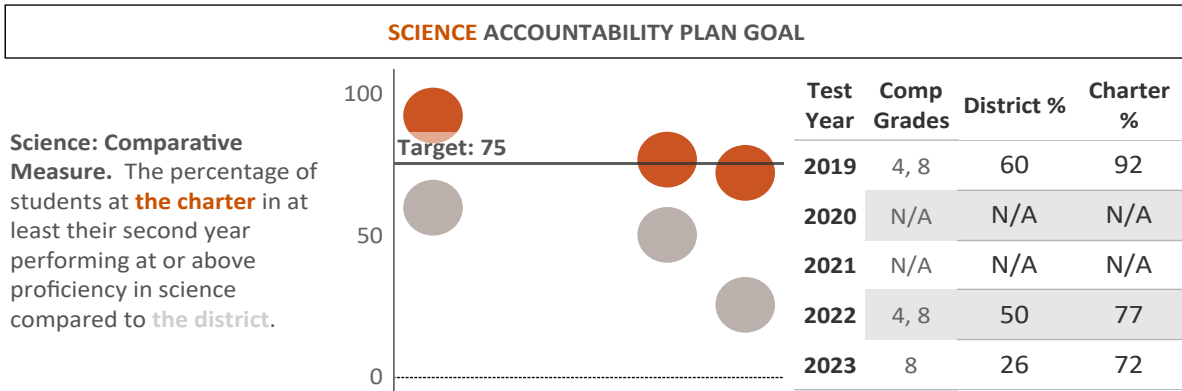 SCIENCE ACCOUNTABILITY PLAN GOAL
Science: Comparative
Measure. The percentage of
students at the charter in at
least their second year
performing at or above
proficiency in science
compared to the district.
100
Target: 75
50
0
Test Year Comp Grades District % Charter %
2019 4, 8 60 92
2020 N/A N/A N/A
2021 N/A N/A N/A
2022 4, 8 50 77
2023 8 26 72